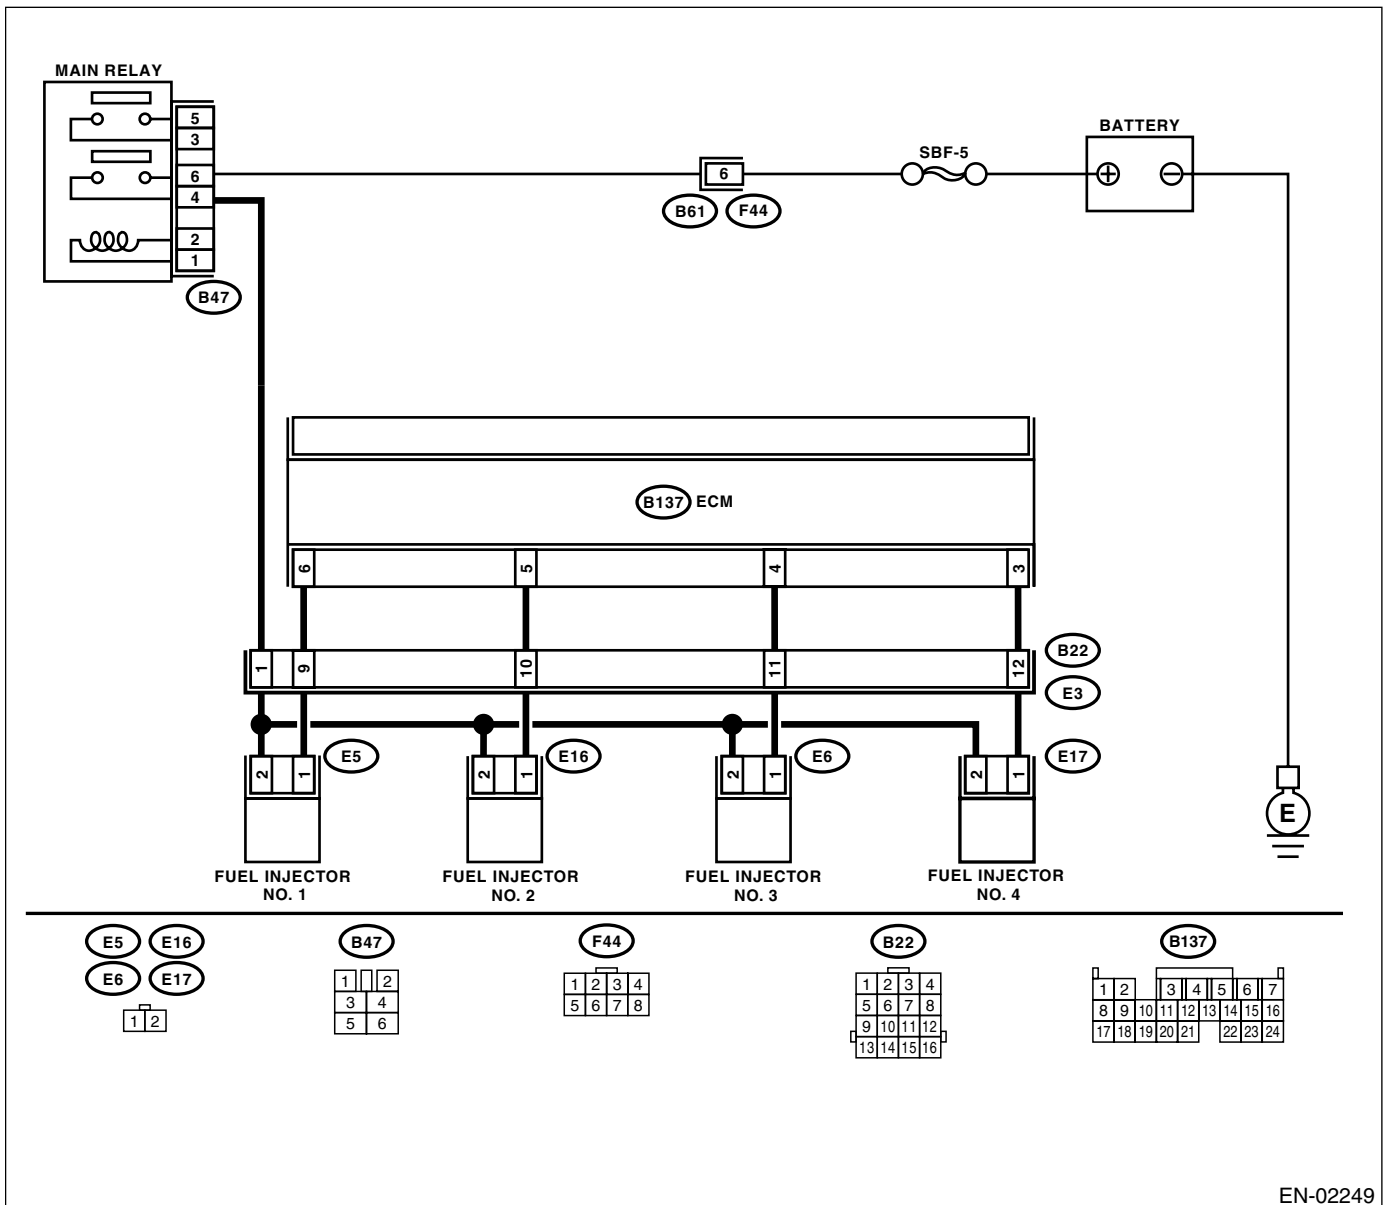 MAIN RELAY
5
3
6
4
2
1
B47
6
B61 F44
SBF-5
BATTERY
+ −
B137 ECM
6 5 4 3
1 9 10 11 12
B22
E3
2 1 E5
2 1 E16
2 1 E6
2 1 E17
E
FUEL INJECTOR
NO. 1
FUEL INJECTOR
NO. 2
FUEL INJECTOR
NO. 3
FUEL INJECTOR
NO. 4
E5 E16
E6 E17
1 2
B47
1 2
3 4
5 6
F44
1 2 3 4
5 6 7 8
B22
1 2 3 4
5 6 7 8
9 10 11 12
13 14 15 16
B137
1 2 3 4 5 6 7
8 9 10 11 12 13 14 15 16
17 18 19 20 21 22 23 24
EN-02249